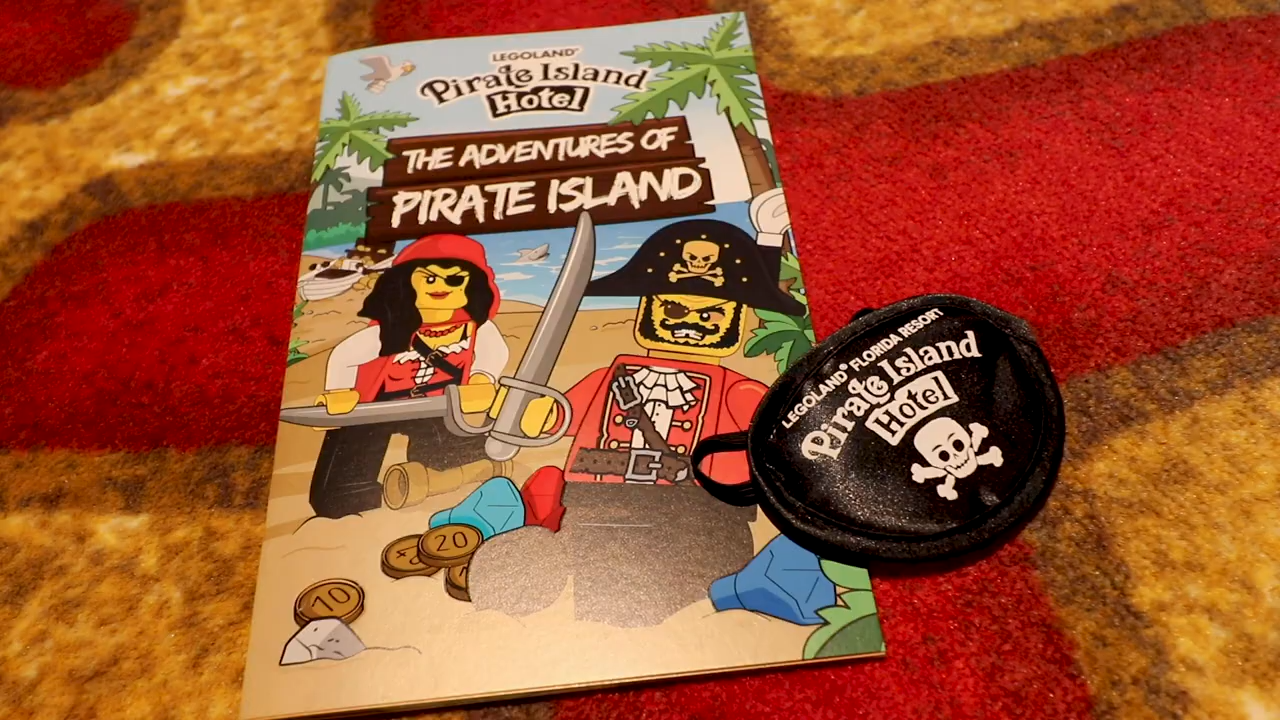 LEGOLAND®
Pirate Island
Hotel
THE ADVENTURES OF
PIRATE ISLAND
20
10
LEGOLAND® FLORIDA RESORT
Pirate Island
Hotel